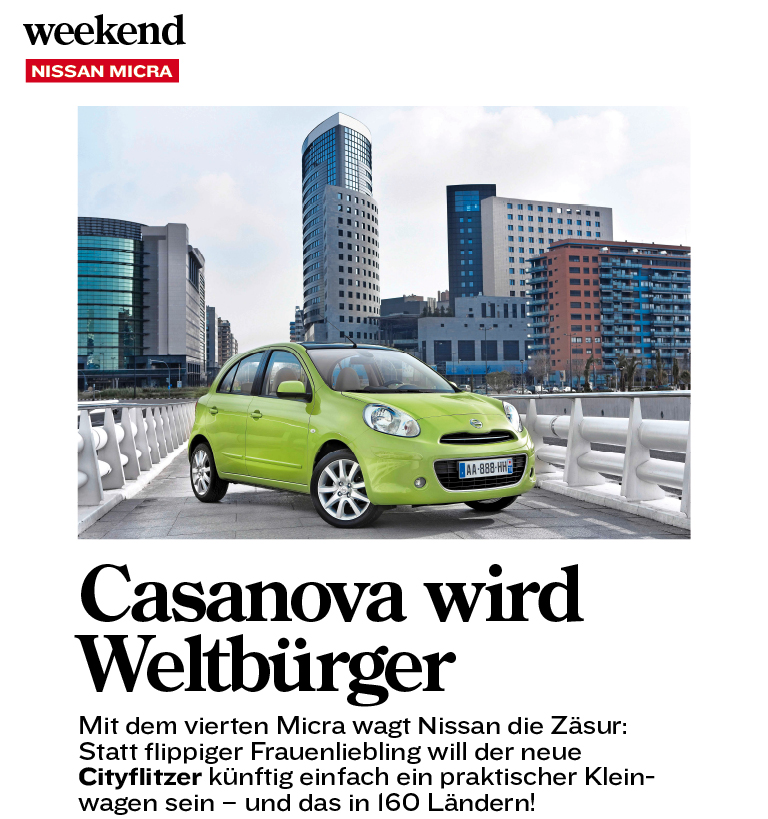 weekend
NISSAN MICRA
AA-888-HH
Casanova wird
Weltbürger
Mit dem vierten Micra wagt Nissan die Zäsur:
Statt flippiger Frauenliebling will der neue
Cityflitzer künftig einfach ein praktischer Klein-
wagen sein – und das in 160 Ländern!